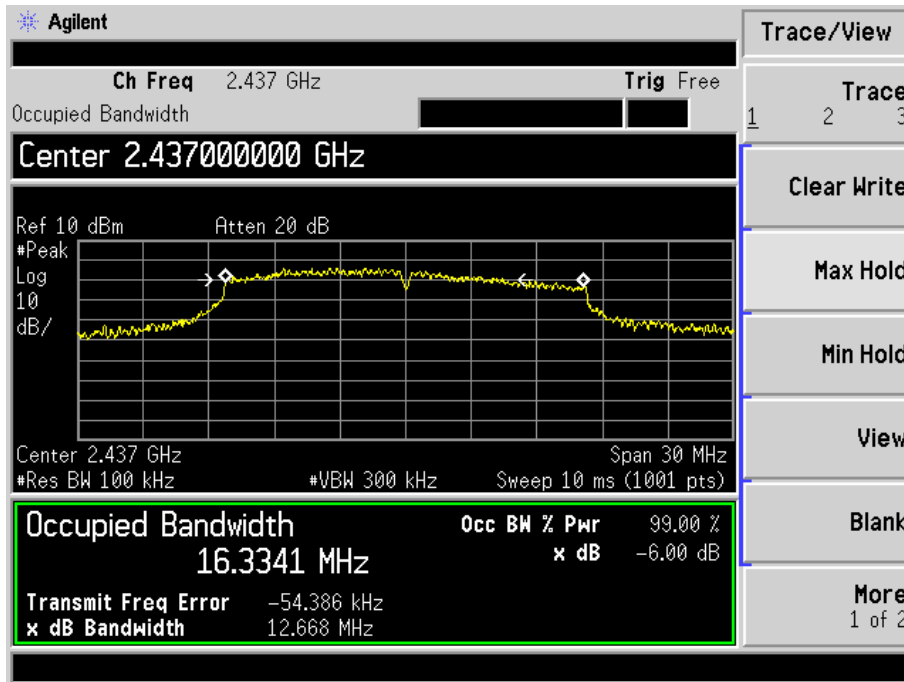 Agilent
Trace/View
Ch Freq 2.437 GHz Trig Free
Occupied Bandwidth
Center 2.437000000 GHz
Ref 10 dBm Atten 20 dB
#Peak
Log
10
dB/
Center 2.437 GHz Span 30 MHz
#Res BW 100 kHz #VBW 300 kHz Sweep 10 ms (1001 pts)
Occupied Bandwidth Occ BW % Pwr 99.00 %
16.3341 MHz x dB -6.00 dB
Transmit Freq Error -54.386 kHz
x dB Bandwidth 12.668 MHz
Trace
1 2 3
Clear Write
Max Hold
Min Hold
View
Blank
More
1 of 2